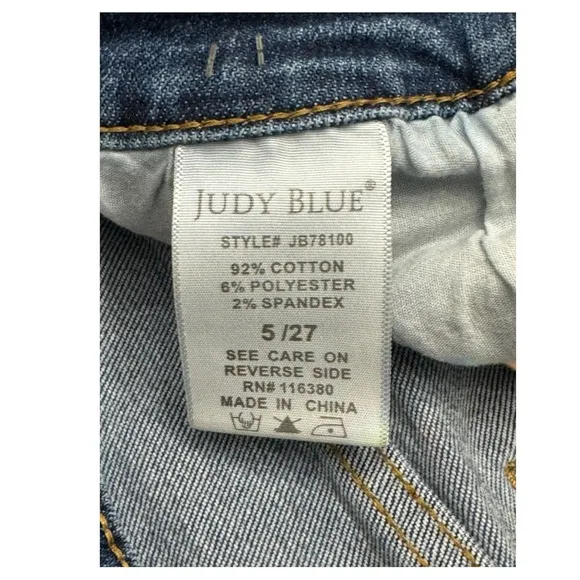 JUDY BLUE®
STYLE# JB78100
92% COTTON
6% POLYESTER
2% SPANDEX
5 /27
SEE CARE ON
REVERSE SIDE
RN# 116380
MADE IN CHINA